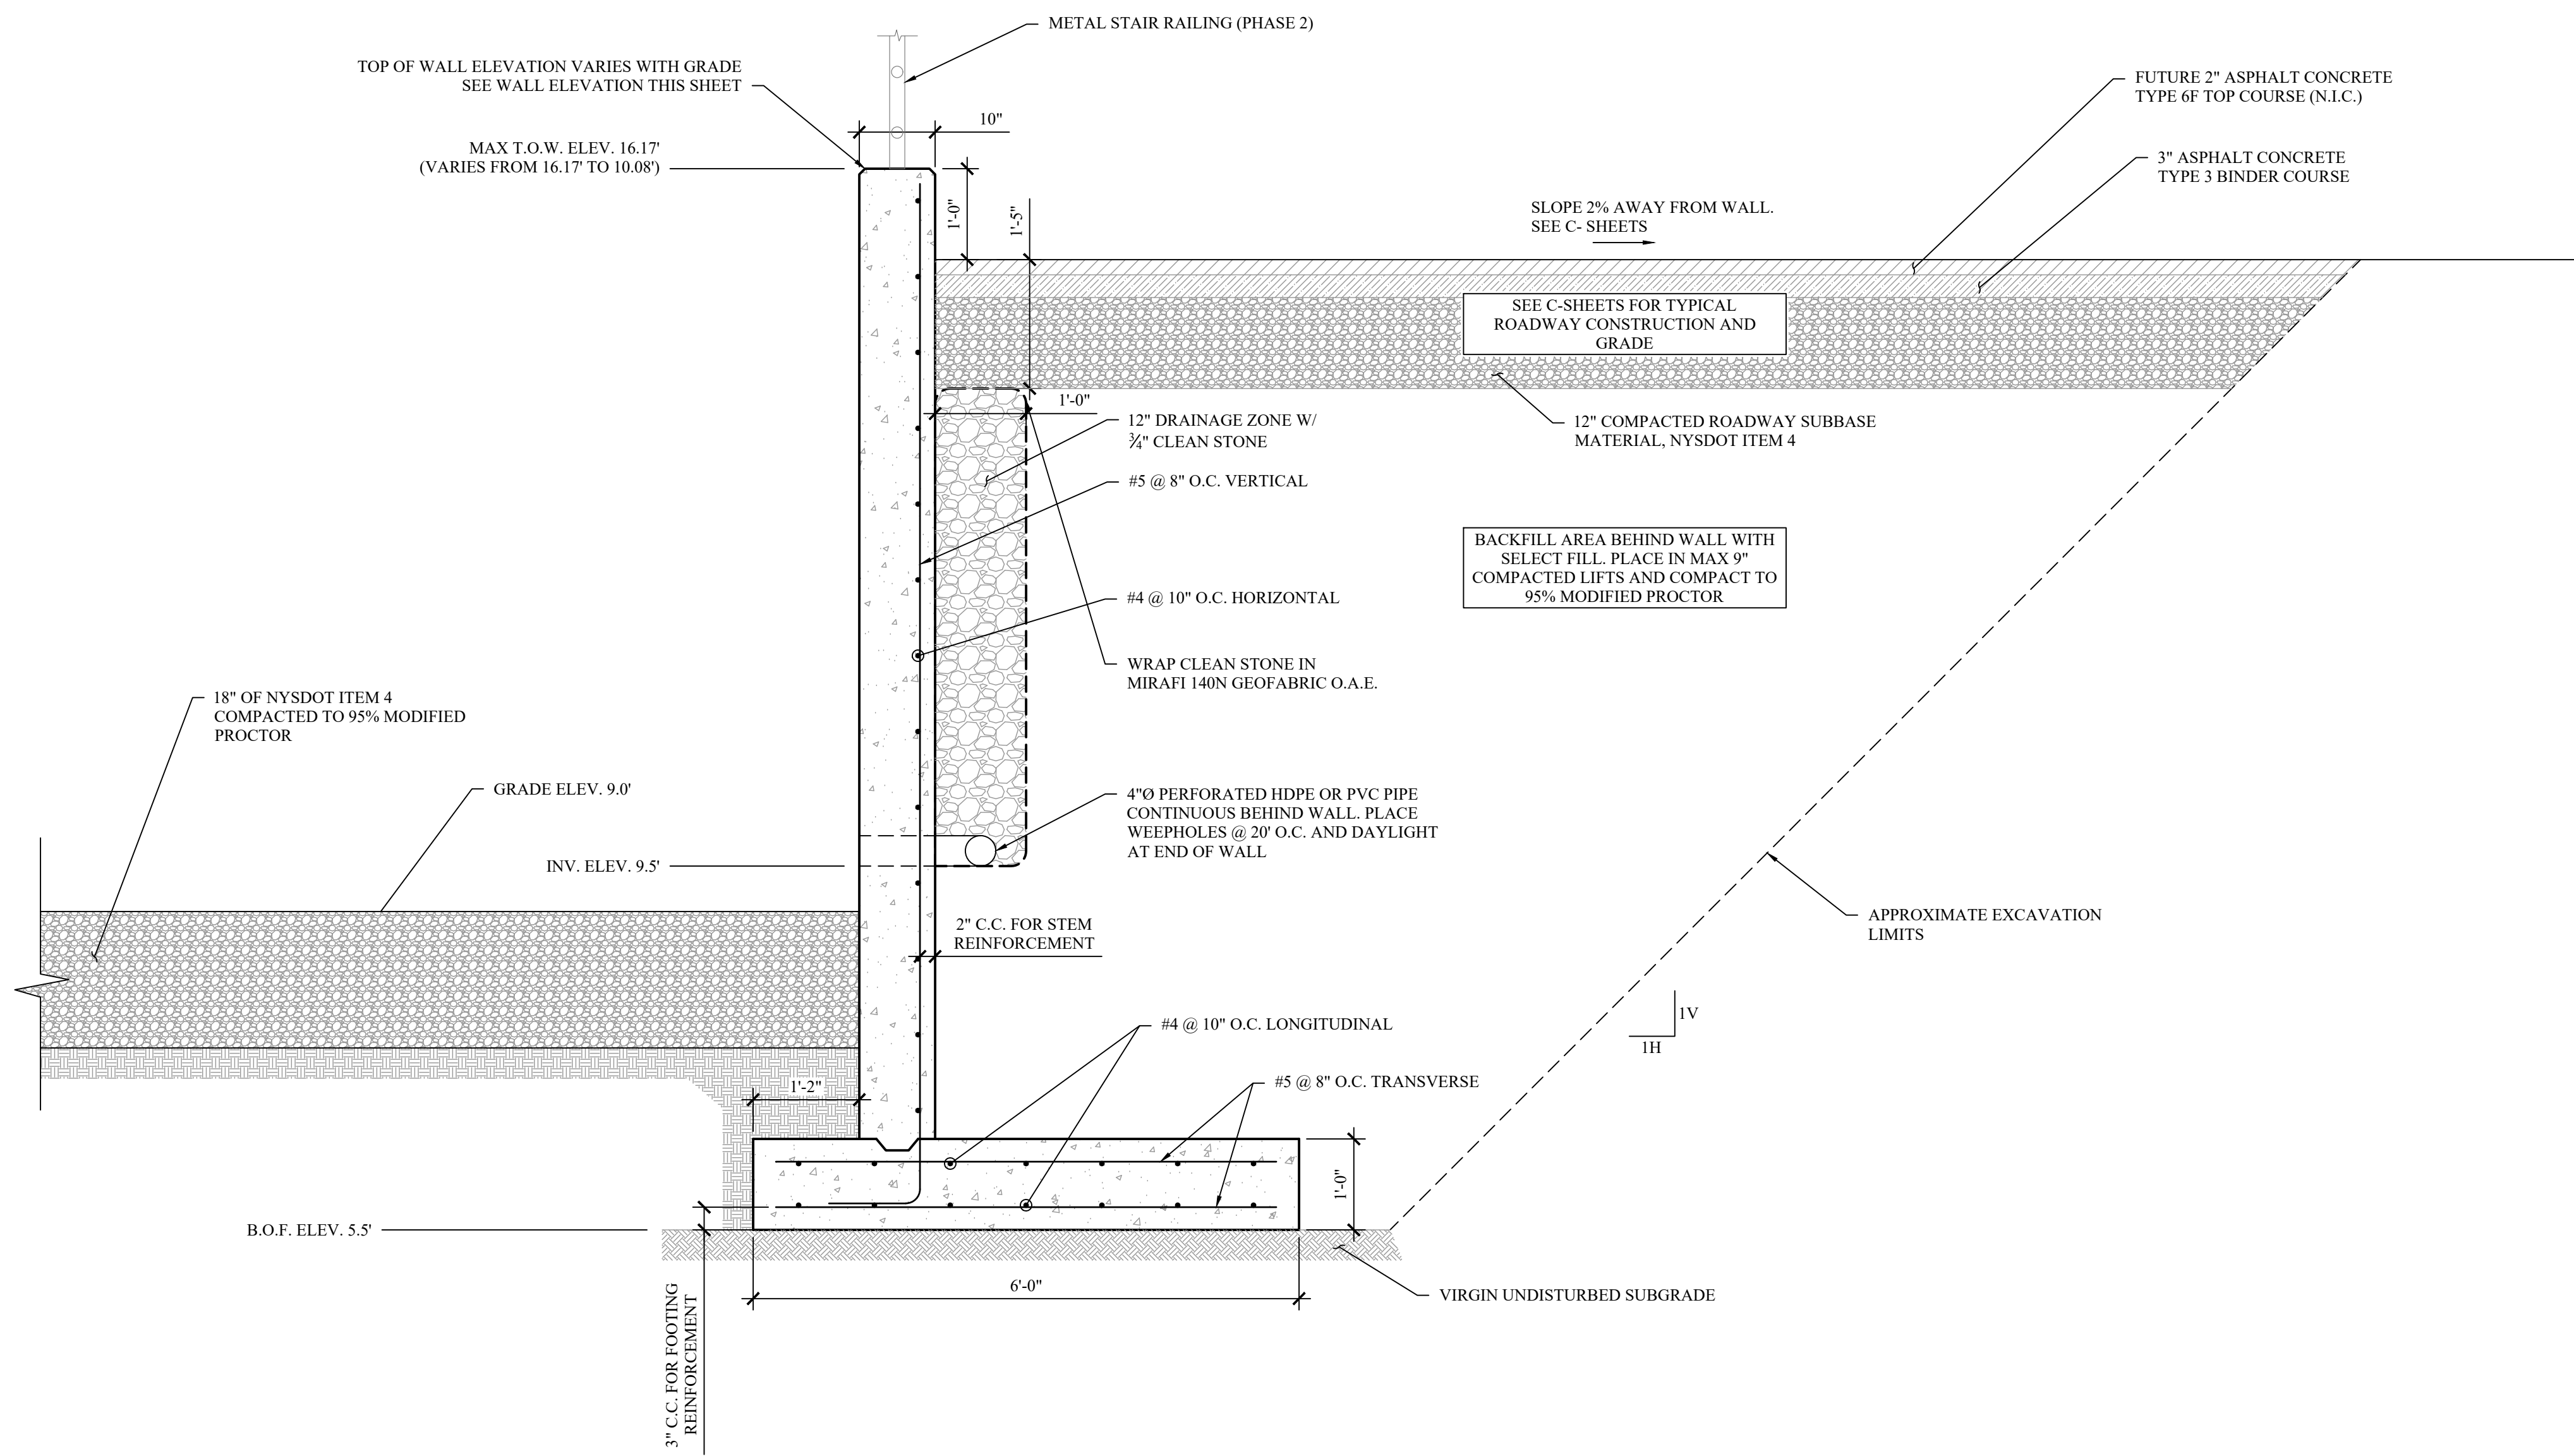 METAL STAIR RAILING (PHASE 2)
TOP OF WALL ELEVATION VARIES WITH GRADE
SEE WALL ELEVATION THIS SHEET
FUTURE 2" ASPHALT CONCRETE
TYPE 6F TOP COURSE (N.I.C.)
10"
MAX T.O.W. ELEV. 16.17'
(VARIES FROM 16.17' TO 10.08')
3" ASPHALT CONCRETE
TYPE 3 BINDER COURSE
1'-0"
1'-5"
SLOPE 2% AWAY FROM WALL.
SEE C- SHEETS
SEE C-SHEETS FOR TYPICAL
ROADWAY CONSTRUCTION AND
GRADE
1'-0"
12" DRAINAGE ZONE W/
¾" CLEAN STONE
12" COMPACTED ROADWAY SUBBASE
MATERIAL, NYSDOT ITEM 4
#5 @ 8" O.C. VERTICAL
BACKFILL AREA BEHIND WALL WITH
SELECT FILL. PLACE IN MAX 9"
COMPACTED LIFTS AND COMPACT TO
95% MODIFIED PROCTOR
#4 @ 10" O.C. HORIZONTAL
WRAP CLEAN STONE IN
MIRAFI 140N GEOFABRIC O.A.E.
18" OF NYSDOT ITEM 4
COMPACTED TO 95% MODIFIED
PROCTOR
GRADE ELEV. 9.0'
4"Ø PERFORATED HDPE OR PVC PIPE
CONTINUOUS BEHIND WALL. PLACE
WEEPHOLES @ 20' O.C. AND DAYLIGHT
AT END OF WALL
INV. ELEV. 9.5'
2" C.C. FOR STEM
REINFORCEMENT
APPROXIMATE EXCAVATION
LIMITS
1V
1H
#4 @ 10" O.C. LONGITUDINAL
#5 @ 8" O.C. TRANSVERSE
1'-2"
1'-0"
B.O.F. ELEV. 5.5'
6'-0"
VIRGIN UNDISTURBED SUBGRADE
3" C.C. FOR FOOTING
REINFORCEMENT